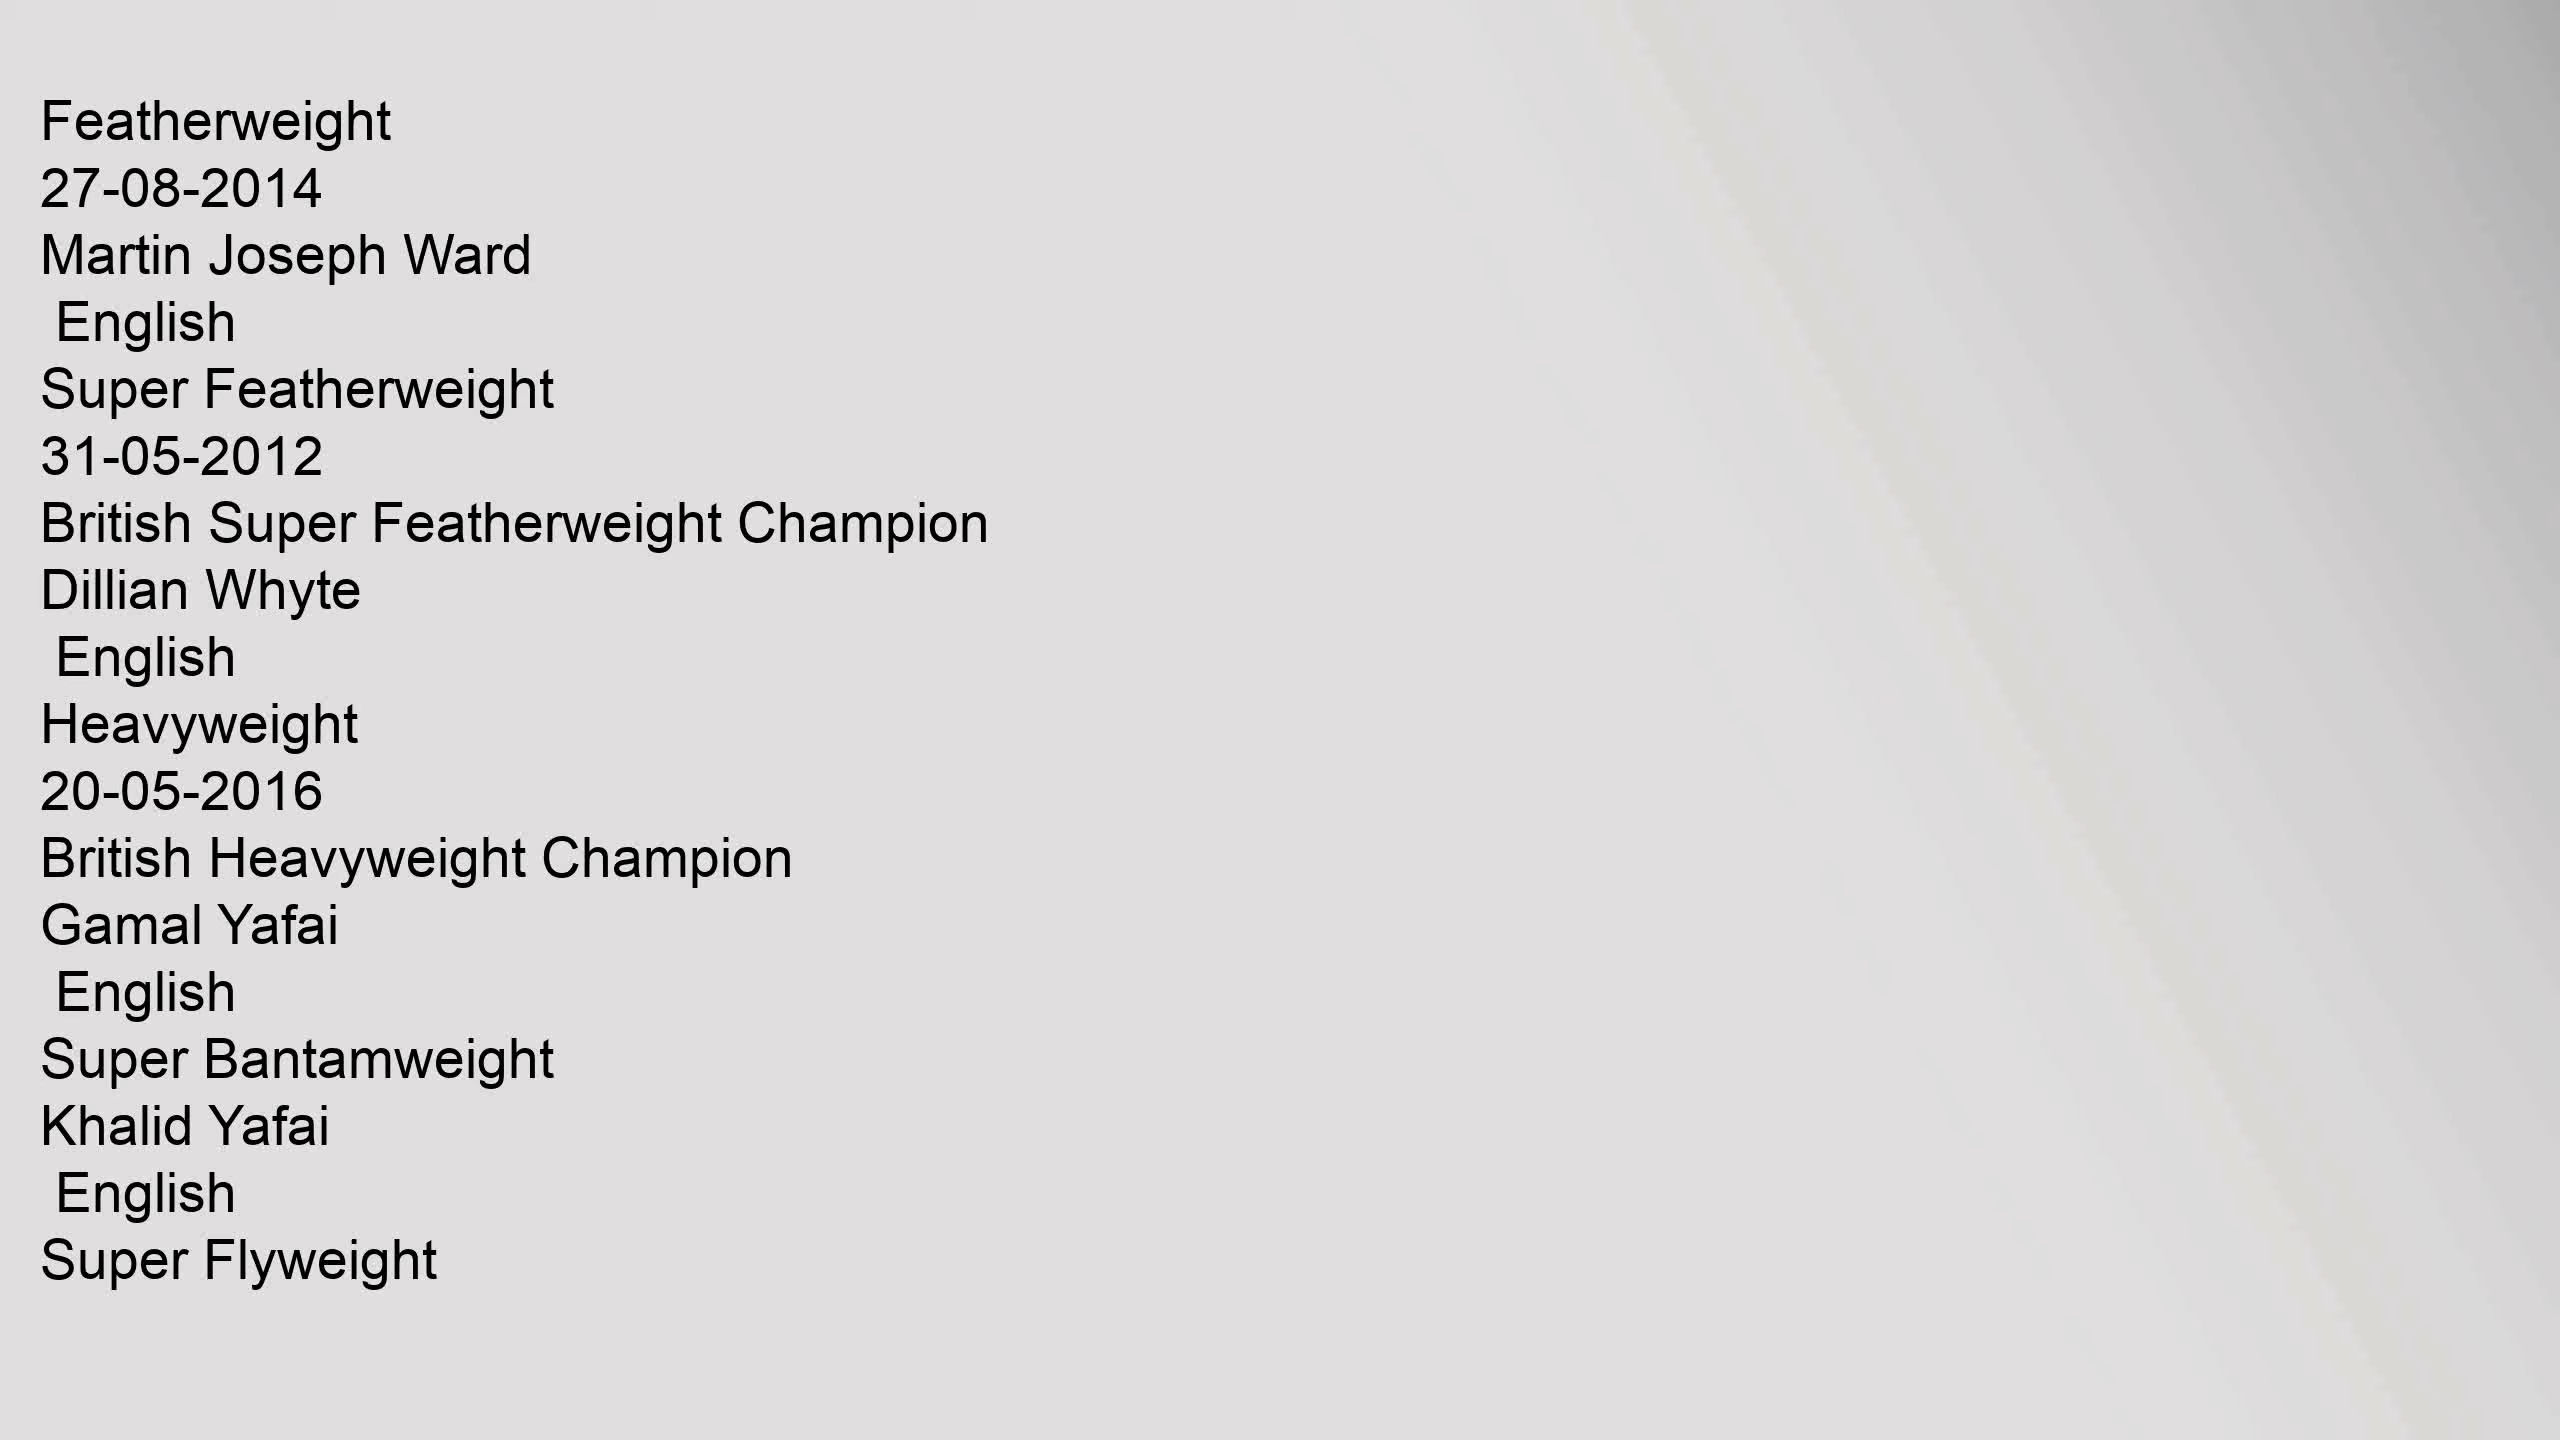 Featherweight
27-08-2014
Martin Joseph Ward
English
Super Featherweight
31-05-2012
British Super Featherweight Champion
Dillian Whyte
English
Heavyweight
20-05-2016
British Heavyweight Champion
Gamal Yafai
English
Super Bantamweight
Khalid Yafai
English
Super Flyweight